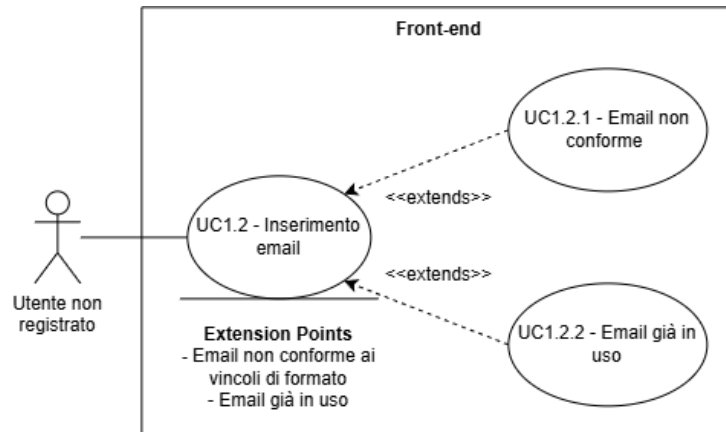 Front-end
UC1.2.1 - Email non
conforme
<<extends>>
UC1.2 - Inserimento
email
<<extends>>
Utente non
registrato
Extension Points
- Email non conforme ai
vincoli di formato
- Email già in uso
UC1.2.2 - Email già in
uso